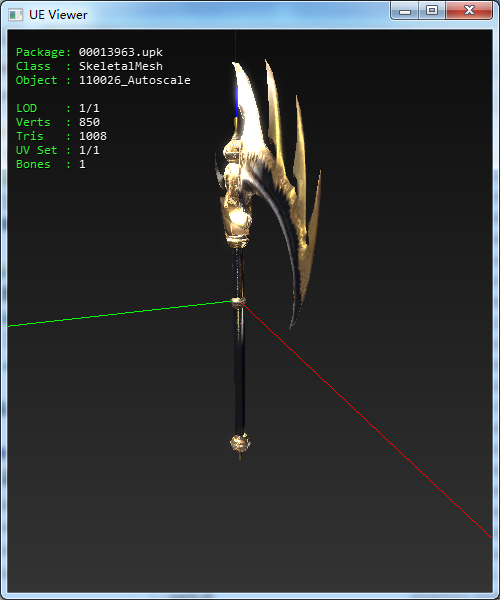 UE Viewer
Package: 00013963.upk
Class : SkeletalMesh
Object : 110026_Autoscale
LOD : 1/1
Verts : 850
Tris : 1008
UV Set : 1/1
Bones : 1